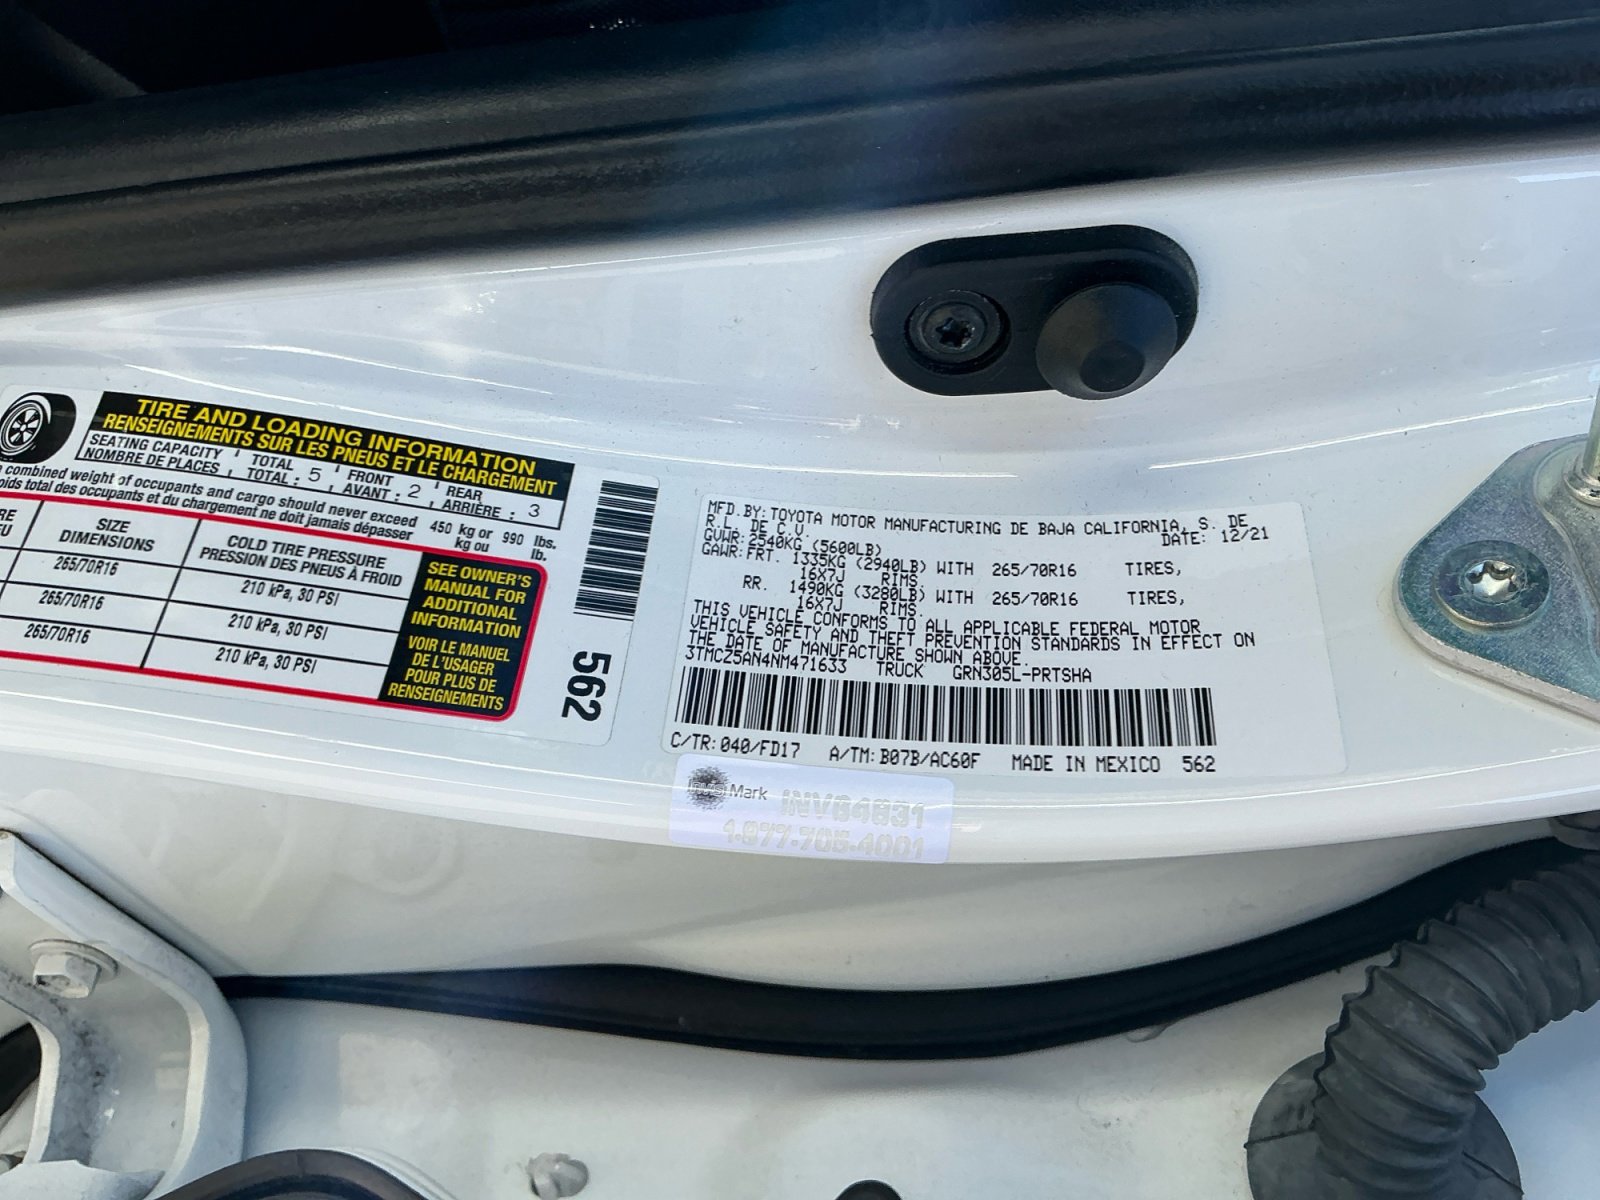 TIRE AND LOADING INFORMATION
RENSEIGNEMENTS SUR LES PNEUS ET LE CHARGEMENT
SEATING CAPACITY TOTAL FRONT REAR
NOMBRE DE PLACES TOTAL : 5 AVANT : 2 ARRIÈRE : 3
combined weight of occupants and cargo should never exceed 450 kg or 990 lbs.
total des occupants et du chargement ne doit jamais dépasser kg ou lb.
SIZE
DIMENSIONS
COLD TIRE PRESSURE
PRESSION DES PNEUS À FROID
265/70R16 210 kPa, 30 PSI
265/70R16 210 kPa, 30 PSI
265/70R16 210 kPa, 30 PSI
SEE OWNER'S
MANUAL FOR
ADDITIONAL
INFORMATION
VOIR LE MANUEL
DE L'USAGER
POUR PLUS DE
RENSEIGNEMENTS
562
MFD. BY: TOYOTA MOTOR MANUFACTURING DE BAJA CALIFORNIA, S. DE
R.L. DE C.V. DATE: 12/21
GVWR: 2540KG (5600LB)
GAWR: FRT. 1335KG (2940LB) WITH 265/70R16 TIRES,
16X7J RIMS.
RR. 1490KG (3280LB) WITH 265/70R16 TIRES,
16X7J RIMS.
THIS VEHICLE CONFORMS TO ALL APPLICABLE FEDERAL MOTOR
VEHICLE SAFETY AND THEFT PREVENTION STANDARDS IN EFFECT ON
THE DATE OF MANUFACTURE SHOWN ABOVE.
3TMCZ5AN4NM471633 TRUCK GRN305L-PRTSHA
C/TR: 040/FD17 A/TM: B07B/AC60F MADE IN MEXICO 562
Mark INV84831
1.877.705.4001